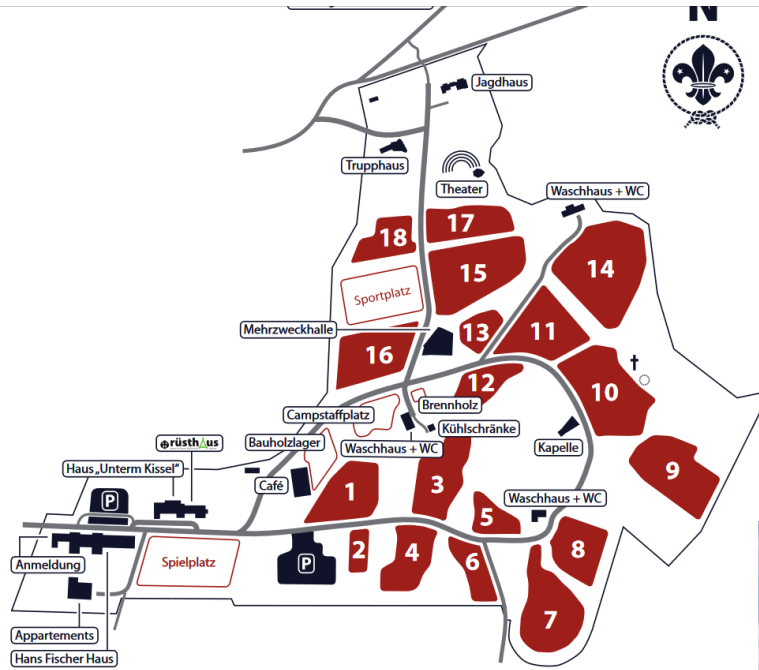 N
Jagdhaus
Trupphaus
Theater
Waschhaus + WC
17
18
15
14
Sportplatz
Mehrzweckhalle
13
11
16
12
10
Brennholz
Campstaffplatz
Kühlschränke
Bauholzlager
rüsthaus
Waschhaus + WC
Kapelle
Haus „Unterm Kissel"
Café
9
1
3
Waschhaus + WC
P
5
Anmeldung
Spielplatz
P
2
4
6
8
7
Appartements
Hans Fischer Haus